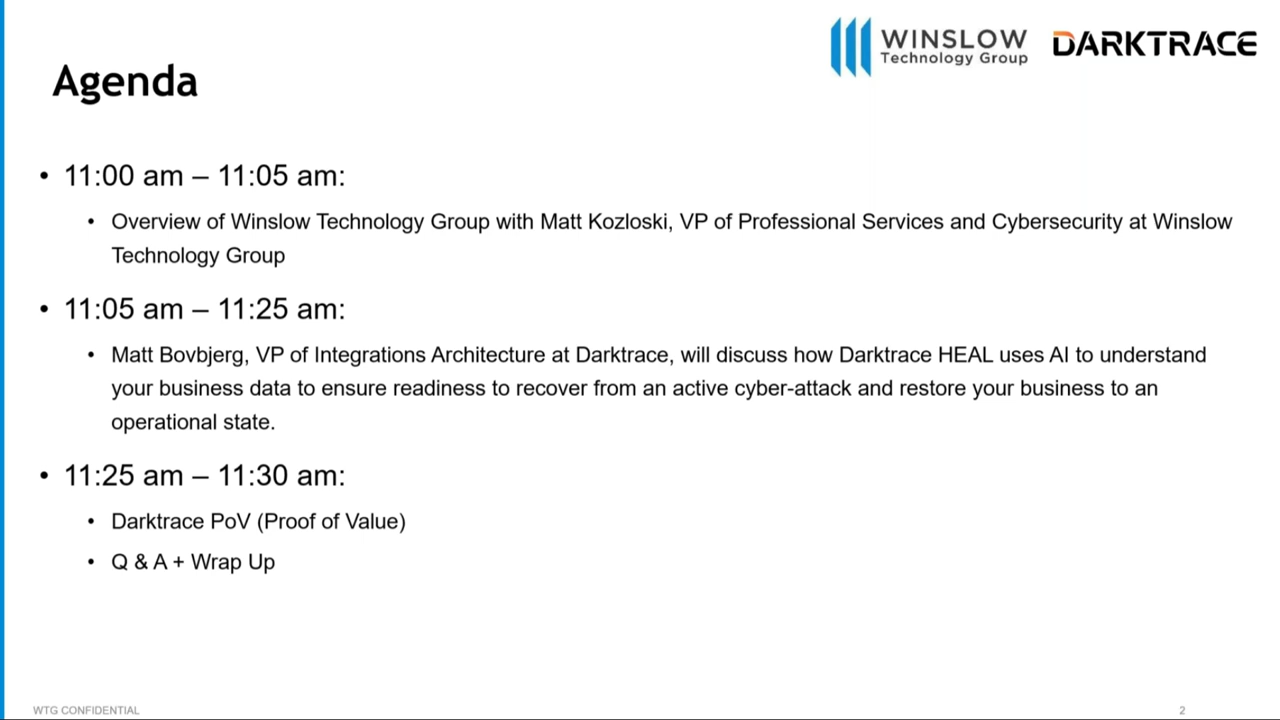 WINSLOW
Technology Group
DARKTRACE
Agenda
• 11:00 am – 11:05 am:
• Overview of Winslow Technology Group with Matt Kozloski, VP of Professional Services and Cybersecurity at Winslow
Technology Group
• 11:05 am – 11:25 am:
• Matt Bovbjerg, VP of Integrations Architecture at Darktrace, will discuss how Darktrace HEAL uses AI to understand
your business data to ensure readiness to recover from an active cyber-attack and restore your business to an
operational state.
• 11:25 am – 11:30 am:
• Darktrace PoV (Proof of Value)
• Q & A + Wrap Up
WTG CONFIDENTIAL
2